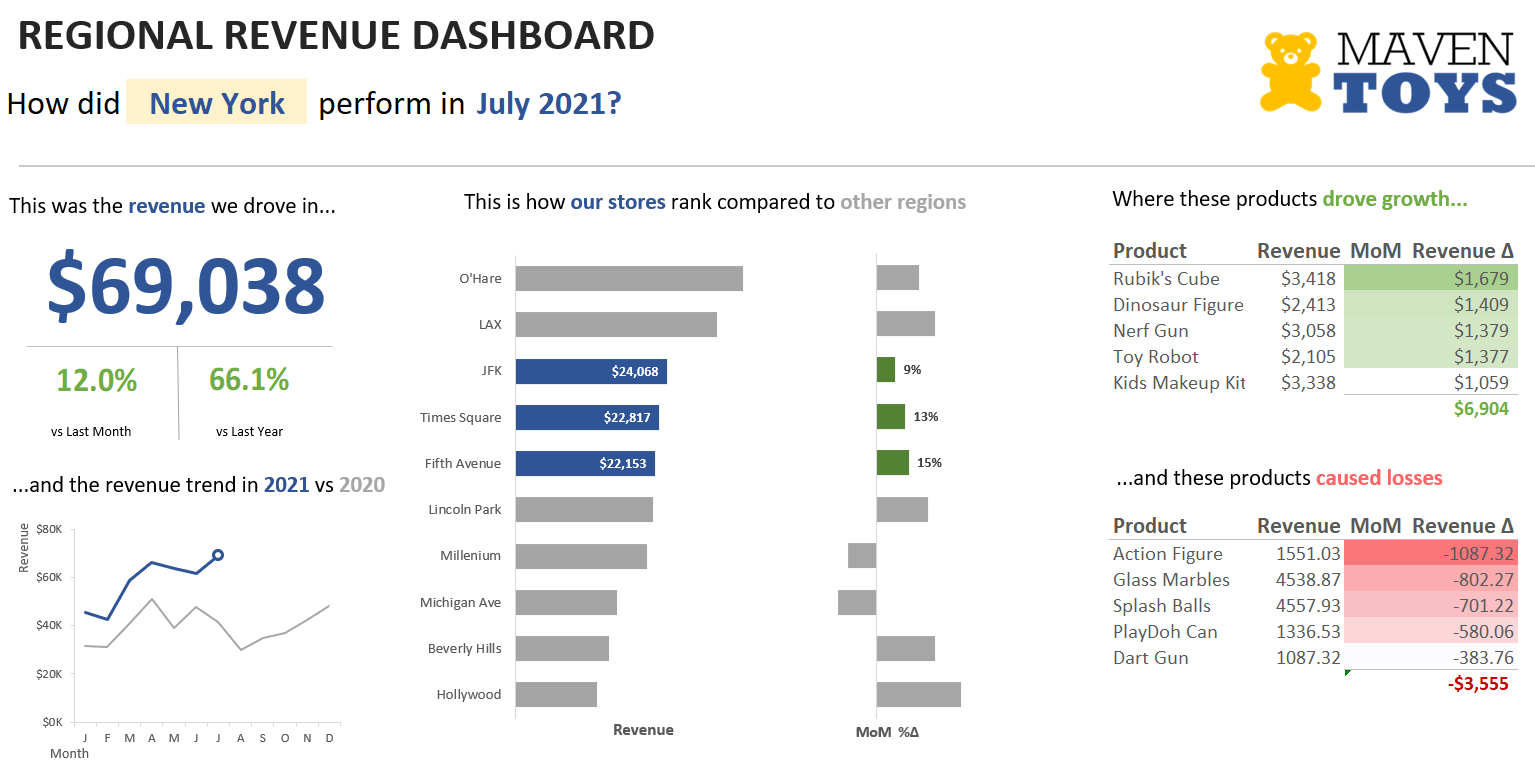 REGIONAL REVENUE DASHBOARD
How did New York perform in July 2021?
MAVEN
TOYS
This was the revenue we drove in...
$69,038
12.0% 66.1%
vs Last Month vs Last Year
...and the revenue trend in 2021 vs 2020
Revenue
$80K
$60K
$40K
$20K
$0K
J F M A M J J A S O N D
Month
This is how our stores rank compared to other regions
O'Hare
LAX
JFK $24,068 9%
Times Square $22,817 13%
Fifth Avenue $22,153 15%
Lincoln Park
Millenium
Michigan Ave
Beverly Hills
Hollywood
Revenue MoM %Δ
Where these products drove growth...
Product Revenue MoM Revenue Δ
Rubik's Cube $3,418 $1,679
Dinosaur Figure $2,413 $1,409
Nerf Gun $3,058 $1,379
Toy Robot $2,105 $1,377
Kids Makeup Kit $3,338 $1,059
$6,904
...and these products caused losses
Product Revenue MoM Revenue Δ
Action Figure 1551.03 -1087.32
Glass Marbles 4538.87 -802.27
Splash Balls 4557.93 -701.22
PlayDoh Can 1336.53 -580.06
Dart Gun 1087.32 -383.76
-$3,555